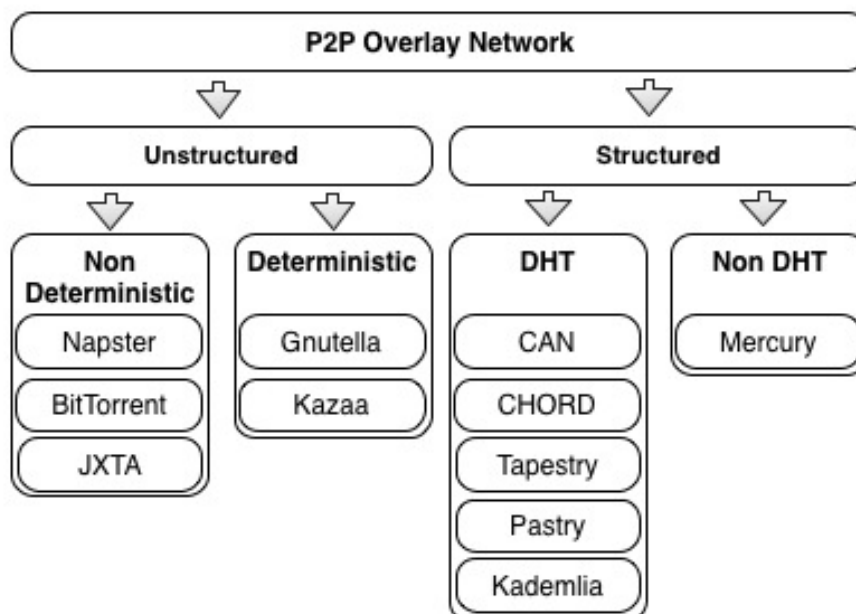 P2P Overlay Network
Unstructured
Structured
Non
Deterministic
Napster
BitTorrent
JXTA
Deterministic
Gnutella
Kazaa
DHT
CAN
CHORD
Tapestry
Pastry
Kademlia
Non DHT
Mercury